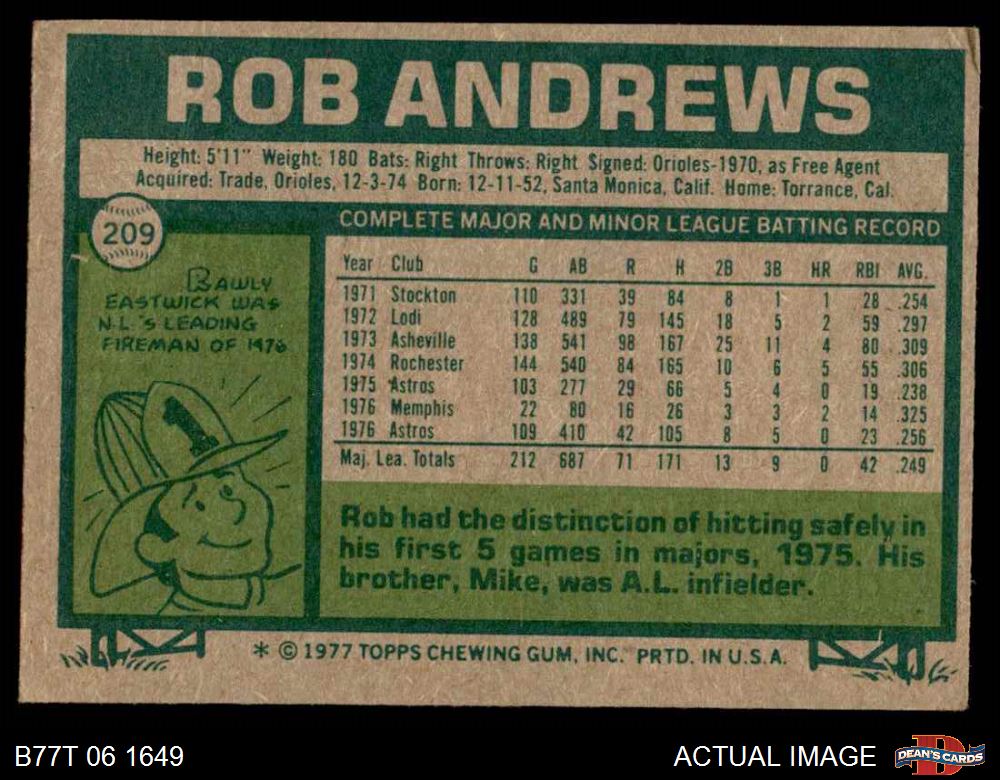 ROB ANDREWS
Height: 5'11" Weight: 180 Bats: Right Throws: Right Signed: Orioles-1970, as Free Agent
Acquired: Trade, Orioles, 12-3-74 Born: 12-11-52, Santa Monica, Calif. Home: Torrance, Cal.
209
BAWLY
EASTWICK WAS
N.L.'S LEADING
FIREMAN OF 1976
1
COMPLETE MAJOR AND MINOR LEAGUE BATTING RECORD
Year Club G AB R H 2B 3B HR RBI AVG.
1971 Stockton 110 331 39 84 8 1 1 28 .254
1972 Lodi 128 489 79 145 18 5 2 59 .297
1973 Asheville 138 541 98 167 25 11 4 80 .309
1974 Rochester 144 540 84 165 10 6 5 55 .306
1975 Astros 103 277 29 66 5 4 0 19 .238
1976 Memphis 22 80 16 26 3 3 2 14 .325
1976 Astros 109 410 42 105 8 5 0 23 .256
Maj. Lea. Totals 212 687 71 171 13 9 0 42 .249
Rob had the distinction of hitting safely in
his first 5 games in majors, 1975. His
brother, Mike, was A.L. infielder.
* © 1977 TOPPS CHEWING GUM, INC. PRTD. IN U.S.A.
B77T 06 1649
ACTUAL IMAGE
D
DEAN'S CARDS